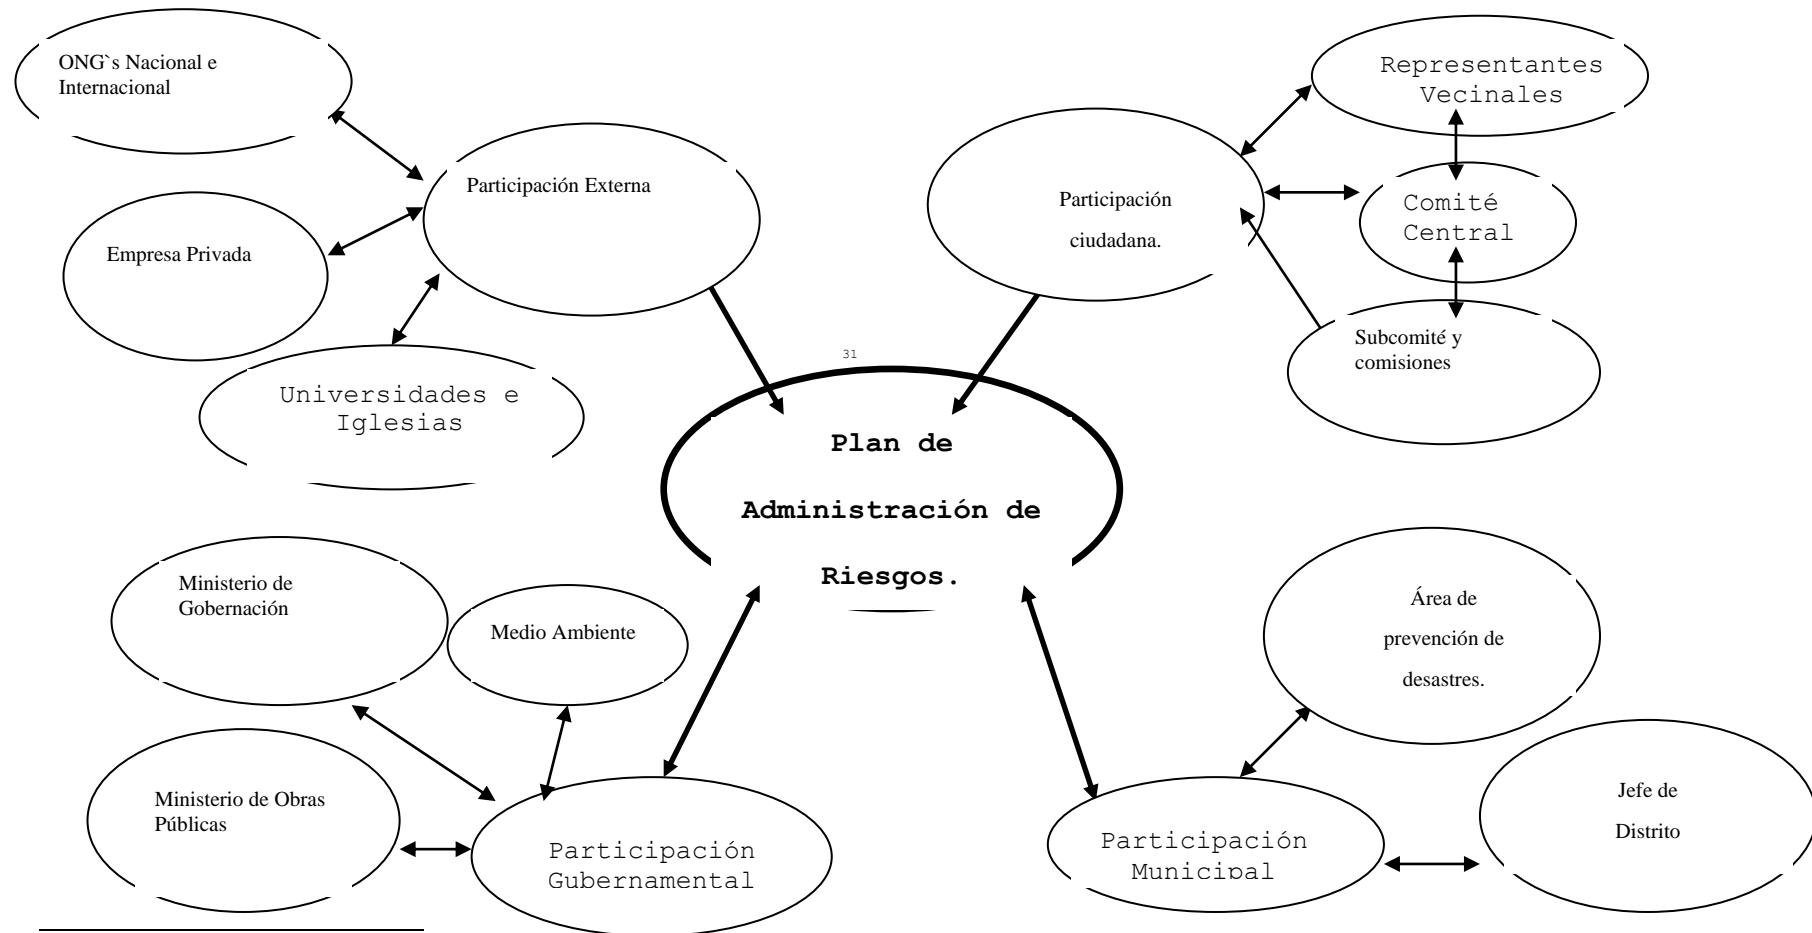 ONG`s Nacional e
Internacional
Representantes
Vecinales
Participación Externa
Participación
ciudadana.
Comité
Central
Empresa Privada
Subcomité y
comisiones
31
Universidades e
Iglesias
Plan de
Administración de
Riesgos.
Ministerio de
Gobernación
Medio Ambiente
Área de
prevención de
desastres.
Ministerio de Obras
Públicas
Jefe de
Distrito
Participación
Gubernamental
Participación
Municipal